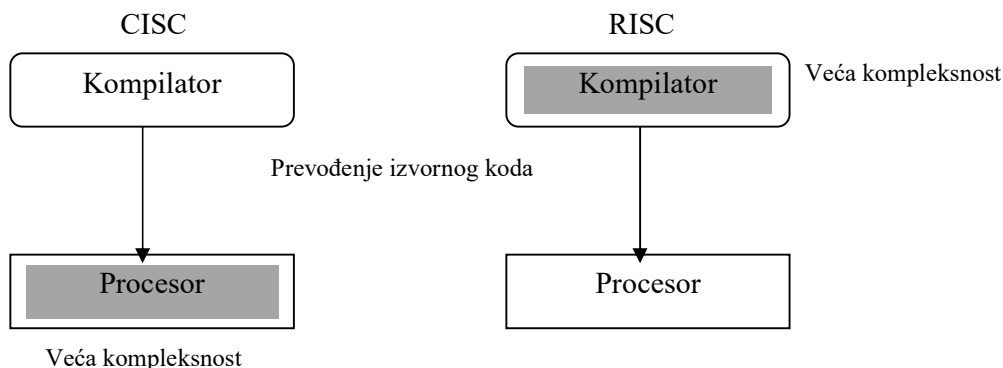 CISC
RISC
Kompilator
Kompilator
Veća kompleksnost
Prevođenje izvornog koda
Procesor
Procesor
Veća kompleksnost